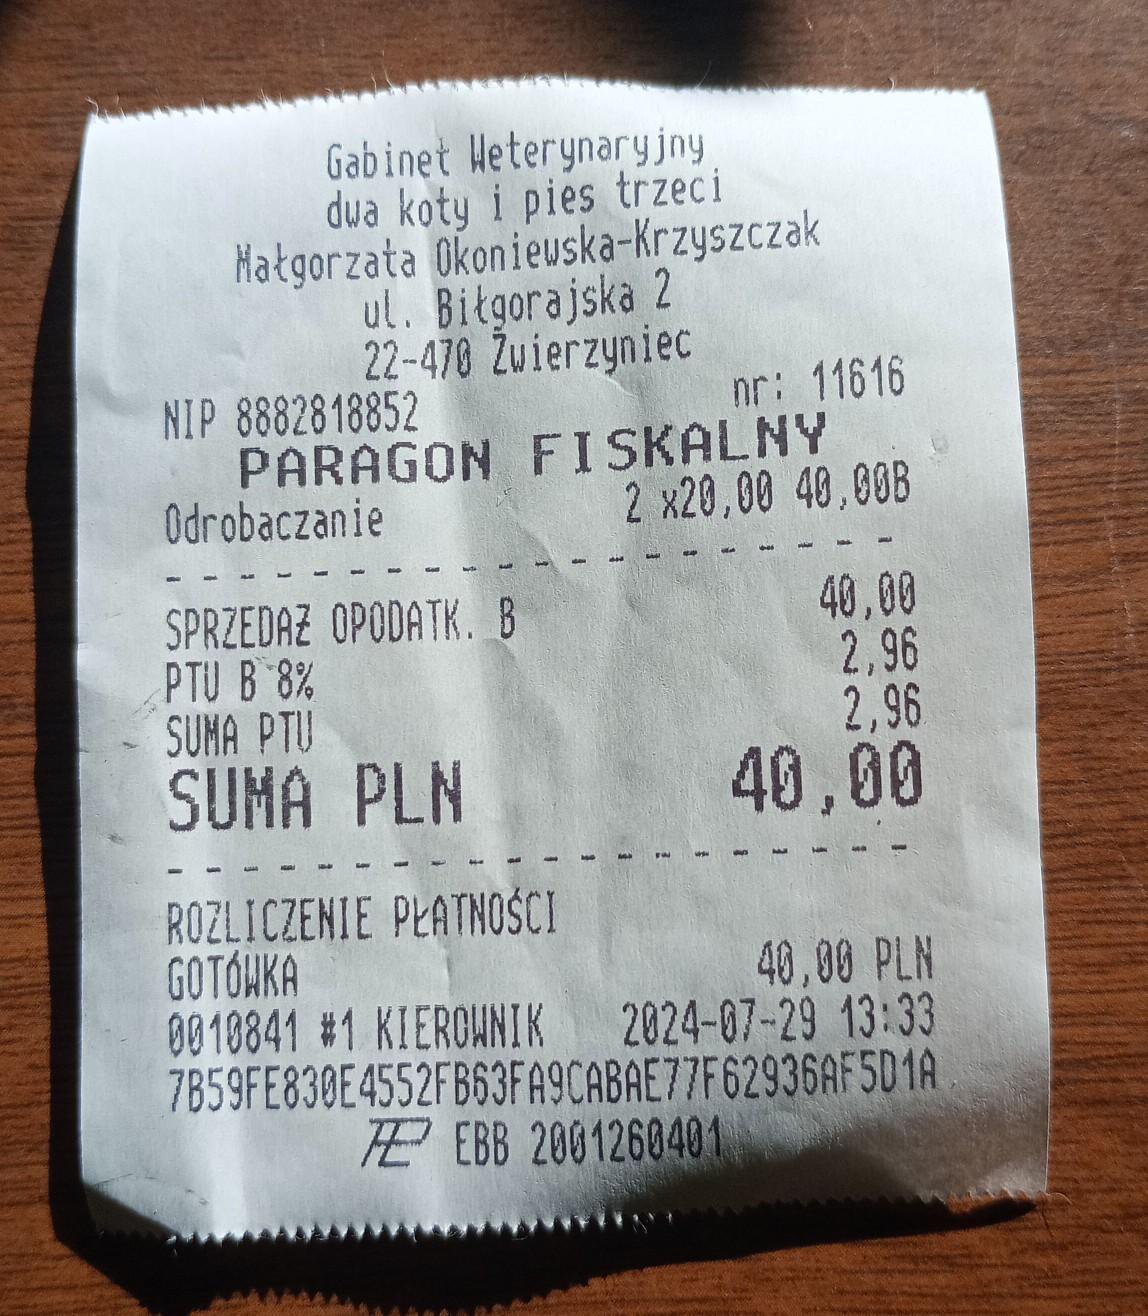 Gabinet Weterynaryjny
dwa koty i pies trzeci
Małgorzata Okoniewska-Krzyszczak
ul. Biłgorajska 2
22-470 Zwierzyniec
NIP 8882818852 nr: 11616
PARAGON FISKALNY
Odrobaczanie 2 x20,00 40,00B
SPRZEDAŻ OPODATK. B 40,00
PTU B 8% 2,96
SUMA PTU 2,96
SUMA PLN 40,00
ROZLICZENIE PŁATNOŚCI
GOTÓWKA 40,00 PLN
0010841 #1 KIEROWNIK 2024-07-29 13:33
7B59FE830E4552FB63FA9CABAE77F62936AF5D1A
EBB 2001260401